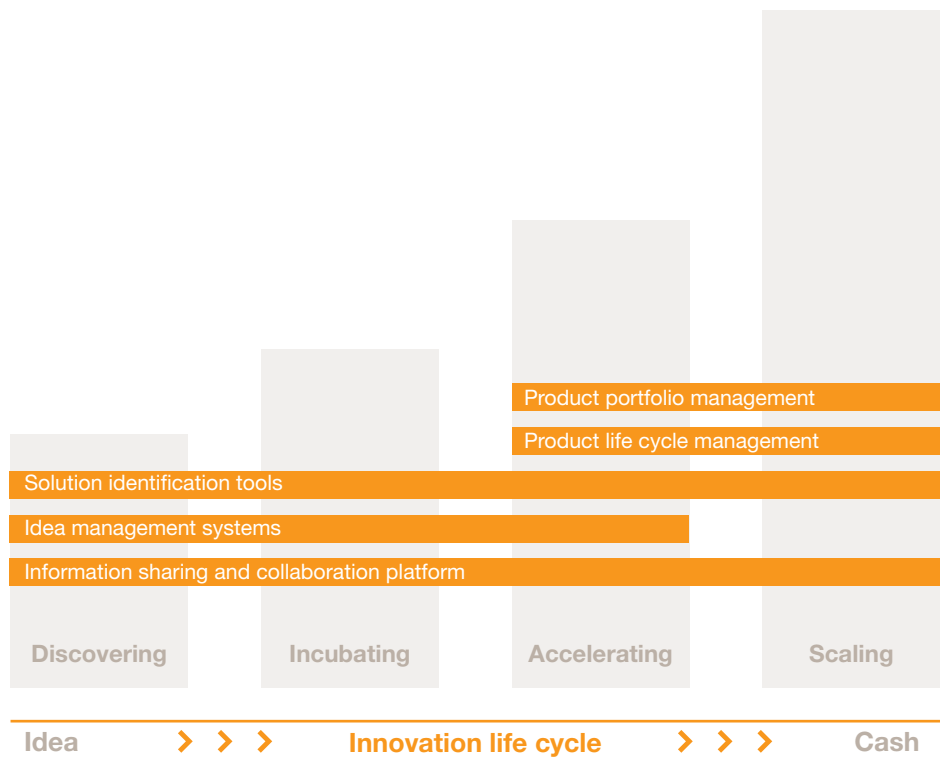 Product portfolio management
Product life cycle management
Solution identification tools
Idea management systems
Information sharing and collaboration platform
Discovering Incubating Accelerating Scaling
Idea Innovation life cycle Cash